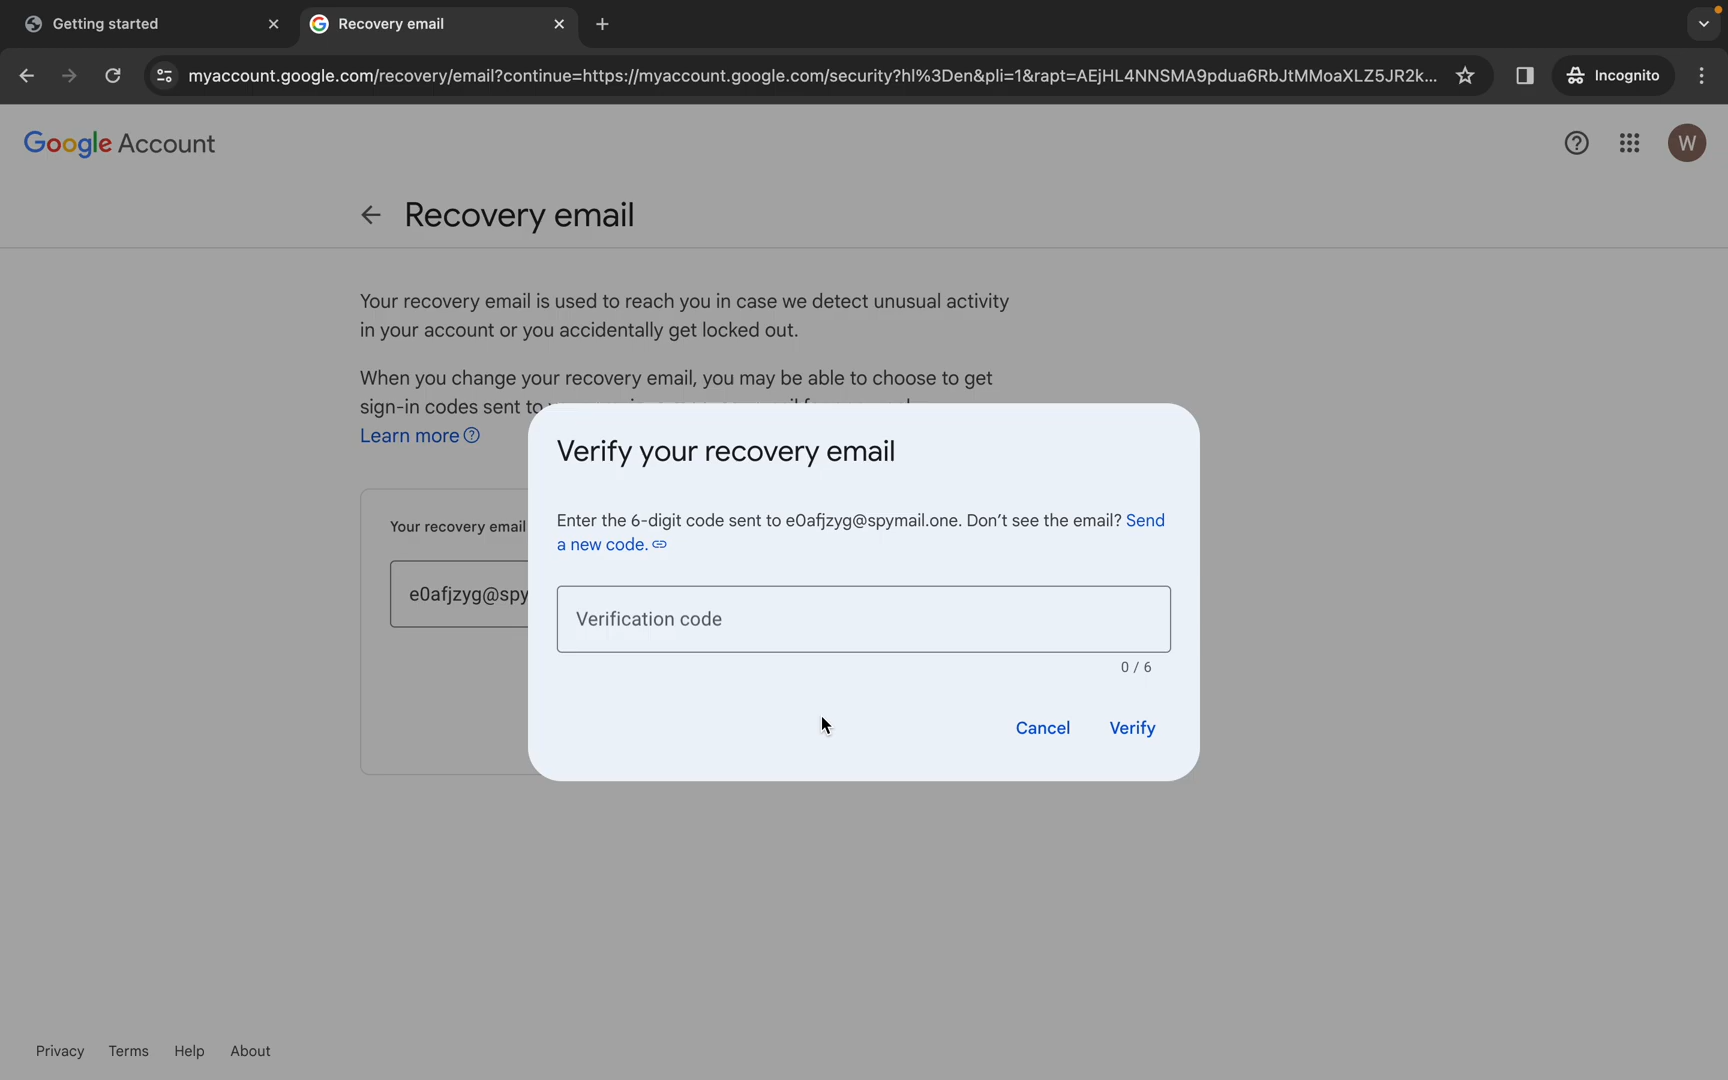 Getting started
Recovery email
myaccount.google.com/recovery/email?continue=https://myaccount.google.com/security?hl%3Den&pli=1&rapt=AEjHL4NNSMA9pdua6RbJtMMoaXLZ5JR2k...
Incognito
Google Account
W
Recovery email
Your recovery email is used to reach you in case we detect unusual activity
in your account or you accidentally get locked out.
When you change your recovery email, you may be able to choose to get
sign-in codes sent to
Learn more
Your recovery email
e0afjzyg@spy
Verify your recovery email
Enter the 6-digit code sent to e0afjzyg@spymail.one. Don't see the email? Send
a new code.
Verification code
0 / 6
Cancel
Verify
Privacy
Terms
Help
About